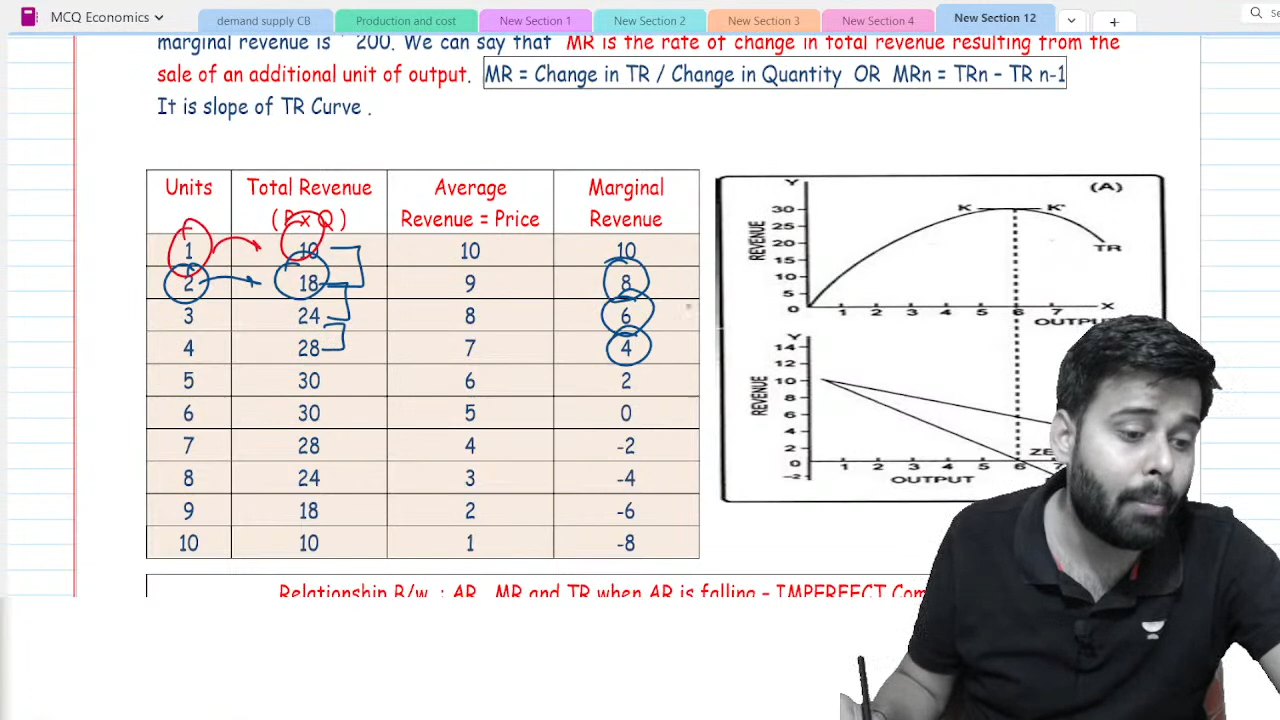 MCQ Economics
demand supply CB
Production and cost
New Section 1
New Section 2
New Section 3
New Section 4
New Section 12
marginal revenue is ` 200. We can say that MR is the rate of change in total revenue resulting from the
sale of an additional unit of output. MR = Change in TR / Change in Quantity OR MRn = TRn – TR n-1
It is slope of TR Curve .
Units Total Revenue Average Marginal
( P x Q ) Revenue = Price Revenue
1 10 10 10
2 18 9 8
3 24 8 6
4 28 7 4
5 30 6 2
6 30 5 0
7 28 4 -2
8 24 3 -4
9 18 2 -6
10 10 1 -8
Y (A)
30 K K'
25
20 TR
15
10
5
0 X
1 2 3 4 5 6 7
REVENUE
OUTPUT
Y
14
12
10
8
6
4
2
0
-2
1 2 3 4 5 6 7
REVENUE
OUTPUT
Relationship B/w : AR MR and TR when AR is falling – IMPERFECT